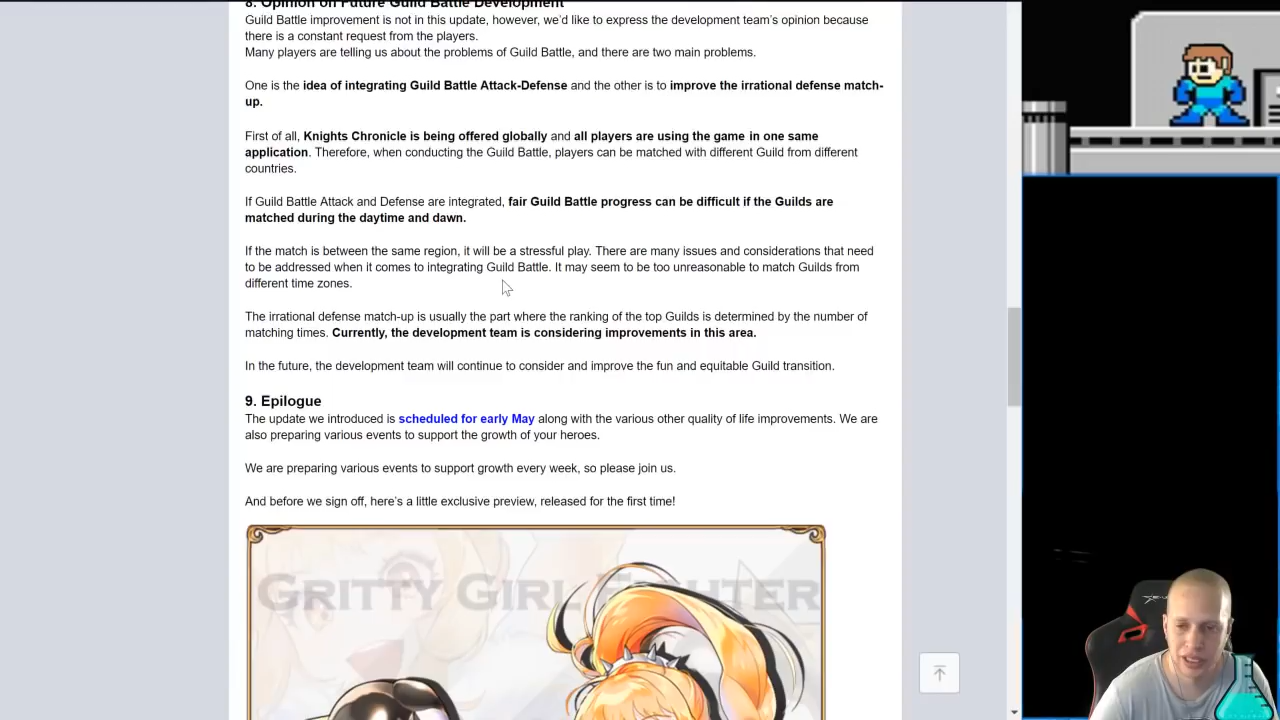 8. Opinion on Future Guild Battle Development
Guild Battle improvement is not in this update, however, we'd like to express the development team's opinion because
there is a constant request from the players.
Many players are telling us about the problems of Guild Battle, and there are two main problems.
One is the idea of integrating Guild Battle Attack-Defense and the other is to improve the irrational defense match-
up.
First of all, Knights Chronicle is being offered globally and all players are using the game in one same
application. Therefore, when conducting the Guild Battle, players can be matched with different Guild from different
countries.
If Guild Battle Attack and Defense are integrated, fair Guild Battle progress can be difficult if the Guilds are
matched during the daytime and dawn.
If the match is between the same region, it will be a stressful play. There are many issues and considerations that need
to be addressed when it comes to integrating Guild Battle. It may seem to be too unreasonable to match Guilds from
different time zones.
The irrational defense match-up is usually the part where the ranking of the top Guilds is determined by the number of
matching times. Currently, the development team is considering improvements in this area.
In the future, the development team will continue to consider and improve the fun and equitable Guild transition.
9. Epilogue
The update we introduced is scheduled for early May along with the various other quality of life improvements. We are
also preparing various events to support the growth of your heroes.
We are preparing various events to support growth every week, so please join us.
And before we sign off, here's a little exclusive preview, released for the first time!
GRITTY GIRL FIGHTER